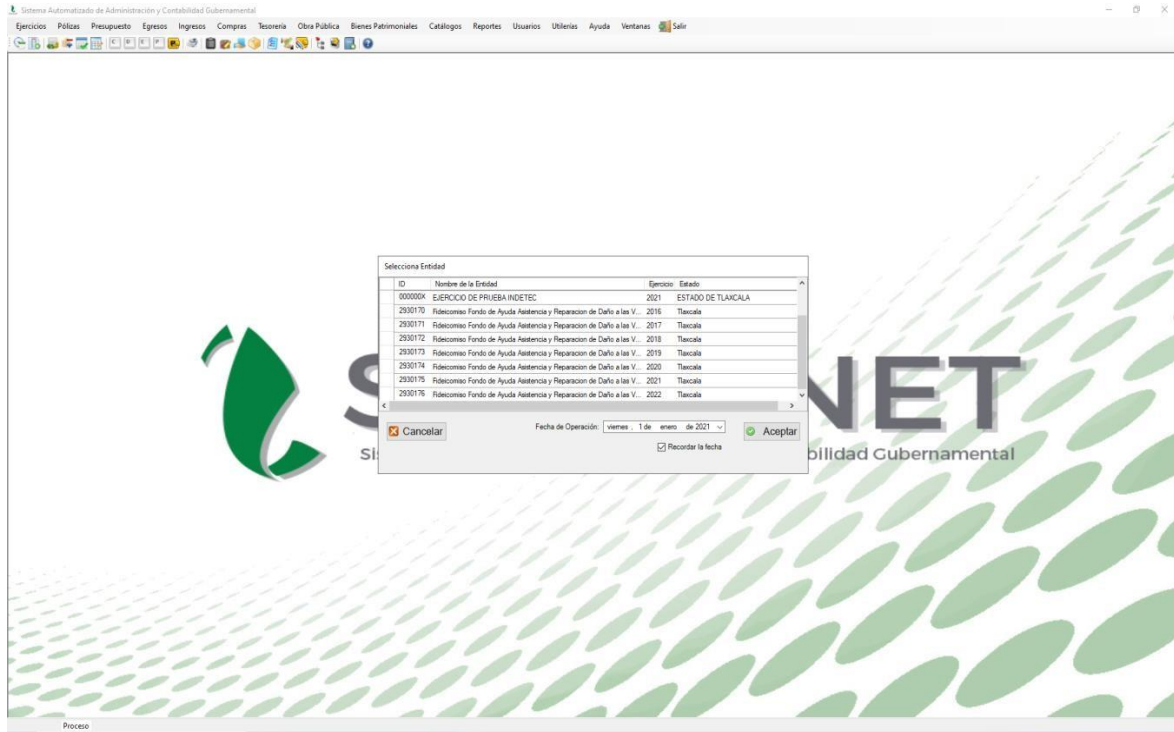 Sistema Automatizado de Administración y Contabilidad Gubernamental
Ejercicios Pólizas Presupuesto Egresos Ingresos Compras Tesorería Obra Pública Bienes Patrimoniales Catálogos Reportes Usuarios Utilerías Ayuda Ventanas Salir
Selecciona Entidad
ID Nombre de la Entidad Ejercicio Estado
000000X EJERCICIO DE PRUEBA INDETEC 2021 ESTADO DE TLAXCALA
2930170 Fideicomiso Fondo de Ayuda Asistencia y Reparacion de Daño a las V... 2016 Tlaxcala
2930171 Fideicomiso Fondo de Ayuda Asistencia y Reparacion de Daño a las V... 2017 Tlaxcala
2930172 Fideicomiso Fondo de Ayuda Asistencia y Reparacion de Daño a las V... 2018 Tlaxcala
2930173 Fideicomiso Fondo de Ayuda Asistencia y Reparacion de Daño a las V... 2019 Tlaxcala
2930174 Fideicomiso Fondo de Ayuda Asistencia y Reparacion de Daño a las V... 2020 Tlaxcala
2930175 Fideicomiso Fondo de Ayuda Asistencia y Reparacion de Daño a las V... 2021 Tlaxcala
2930176 Fideicomiso Fondo de Ayuda Asistencia y Reparacion de Daño a las V... 2022 Tlaxcala
S NET
Cancelar Fecha de Operación: viernes , 1 de enero de 2021 Aceptar
Recordar la fecha
Sis bilidad Gubernamental
Proceso